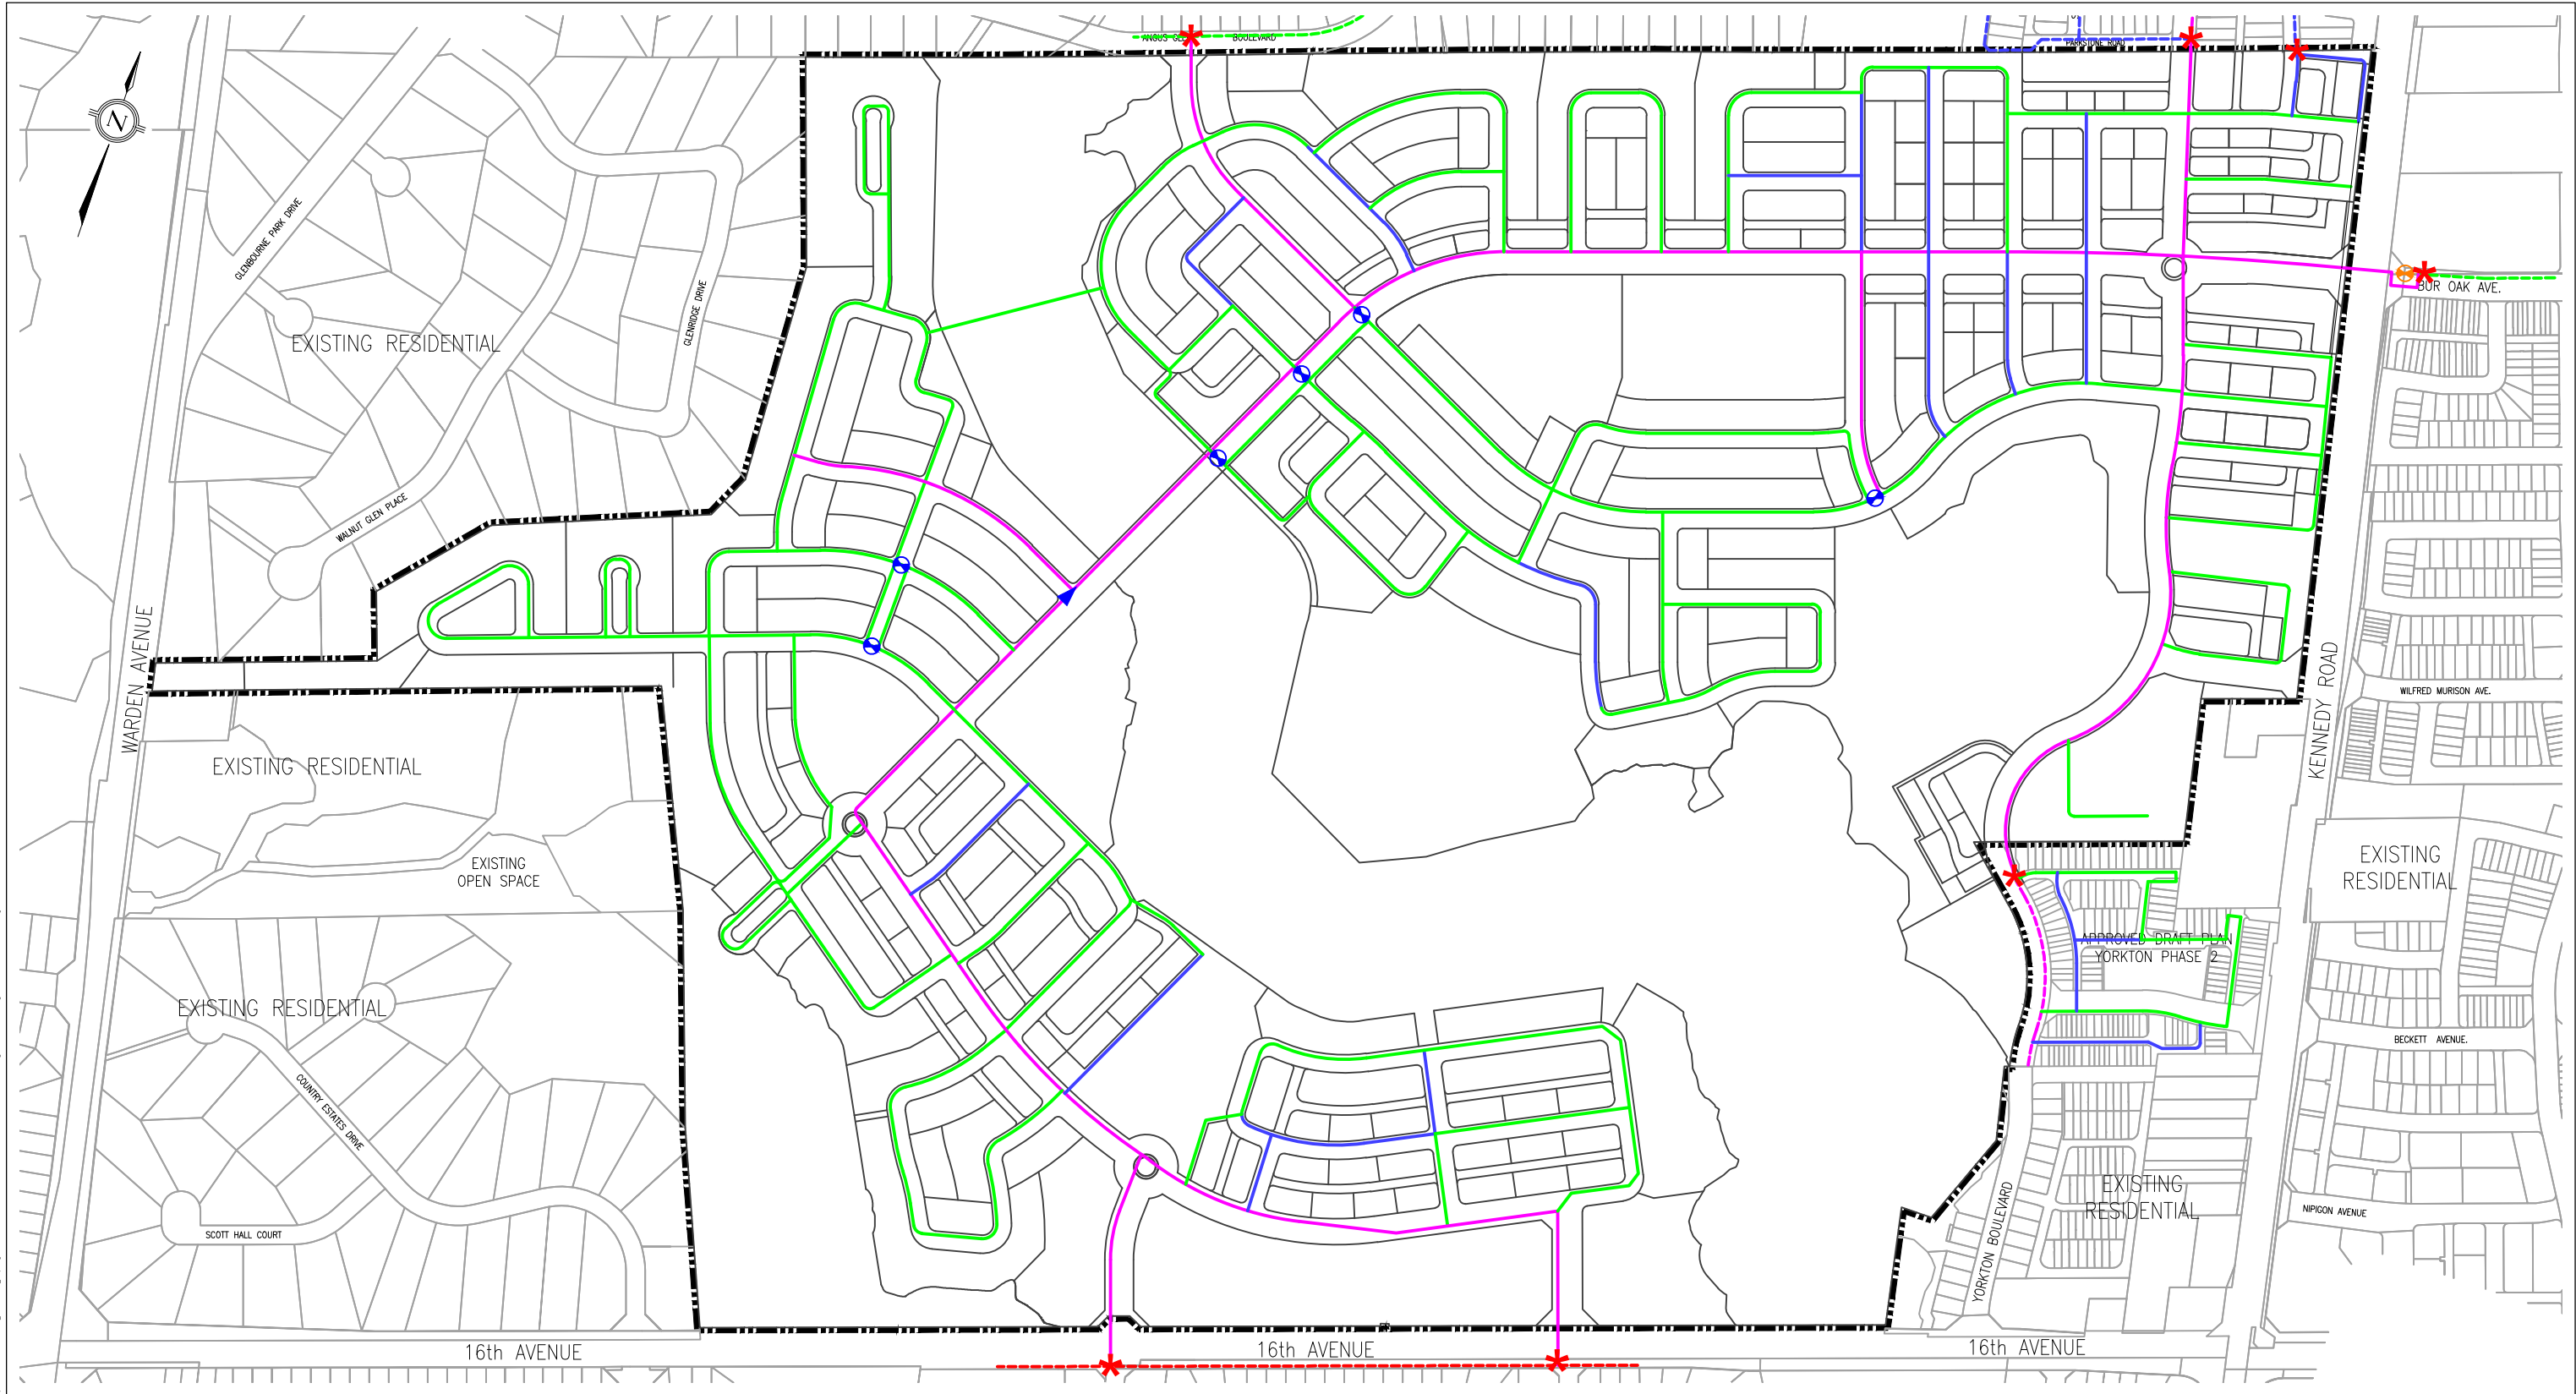 BOULEVARD
PARKSTONE ROAD
N
GLENBOURNE PARK DRIVE
GLENRIDGE DRIVE
EXISTING RESIDENTIAL
BUR OAK AVE.
WALNUT GLEN PLACE
WARDEN AVENUE
KENNEDY ROAD
WILFRED MURISON AVE.
EXISTING RESIDENTIAL
EXISTING
OPEN SPACE
EXISTING
RESIDENTIAL
APPROVED DRAFT PLAN
YORKTON PHASE 2
EXISTING RESIDENTIAL
BECKETT AVENUE.
COUNTRY ESTATES DRIVE
EXISTING
RESIDENTIAL
NIPIGON AVENUE
SCOTT HALL COURT
YORKTON BOULEVARD
16th AVENUE
16th AVENUE
16th AVENUE